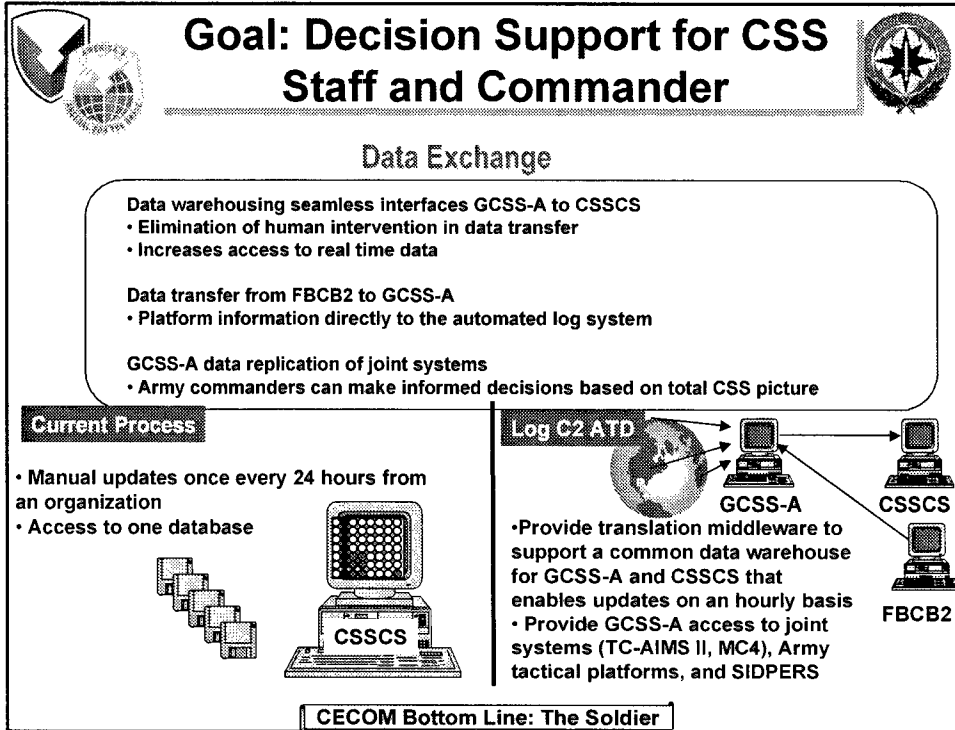 Goal: Decision Support for CSS
Staff and Commander
Data Exchange
Data warehousing seamless interfaces GCSS-A to CSSCS
• Elimination of human intervention in data transfer
• Increases access to real time data
Data transfer from FBCB2 to GCSS-A
• Platform information directly to the automated log system
GCSS-A data replication of joint systems
• Army commanders can make informed decisions based on total CSS picture
Current Process
• Manual updates once every 24 hours from
an organization
• Access to one database
CSSCS
Log C2 ATD
GCSS-A
CSSCS
FBCB2
•Provide translation middleware to
support a common data warehouse
for GCSS-A and CSSCS that
enables updates on an hourly basis
• Provide GCSS-A access to joint
systems (TC-AIMS II, MC4), Army
tactical platforms, and SIDPERS
CECOM Bottom Line: The Soldier